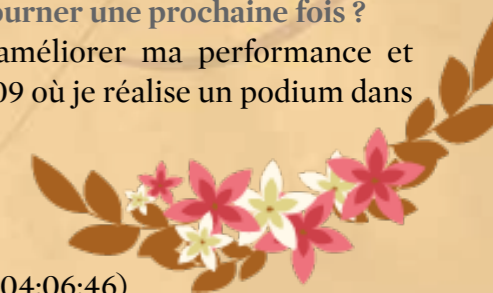 ourner une prochaine fois ?
améliorer ma performance et
09 où je réalise un podium dans
04:06:46)